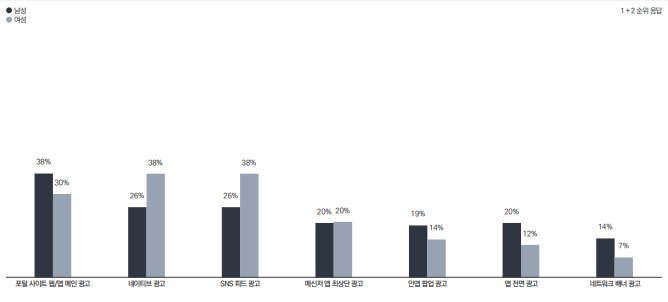 남성
여성
1 + 2 순위 응답
38%
30%
26%
38%
26%
38%
20%
20%
19%
14%
20%
12%
14%
7%
포털 사이트 웹/앱 메인 광고
네이티브 광고
SNS 피드 광고
메신저 앱 최상단 광고
인앱 팝업 광고
앱 전면 광고
네트워크 배너 광고